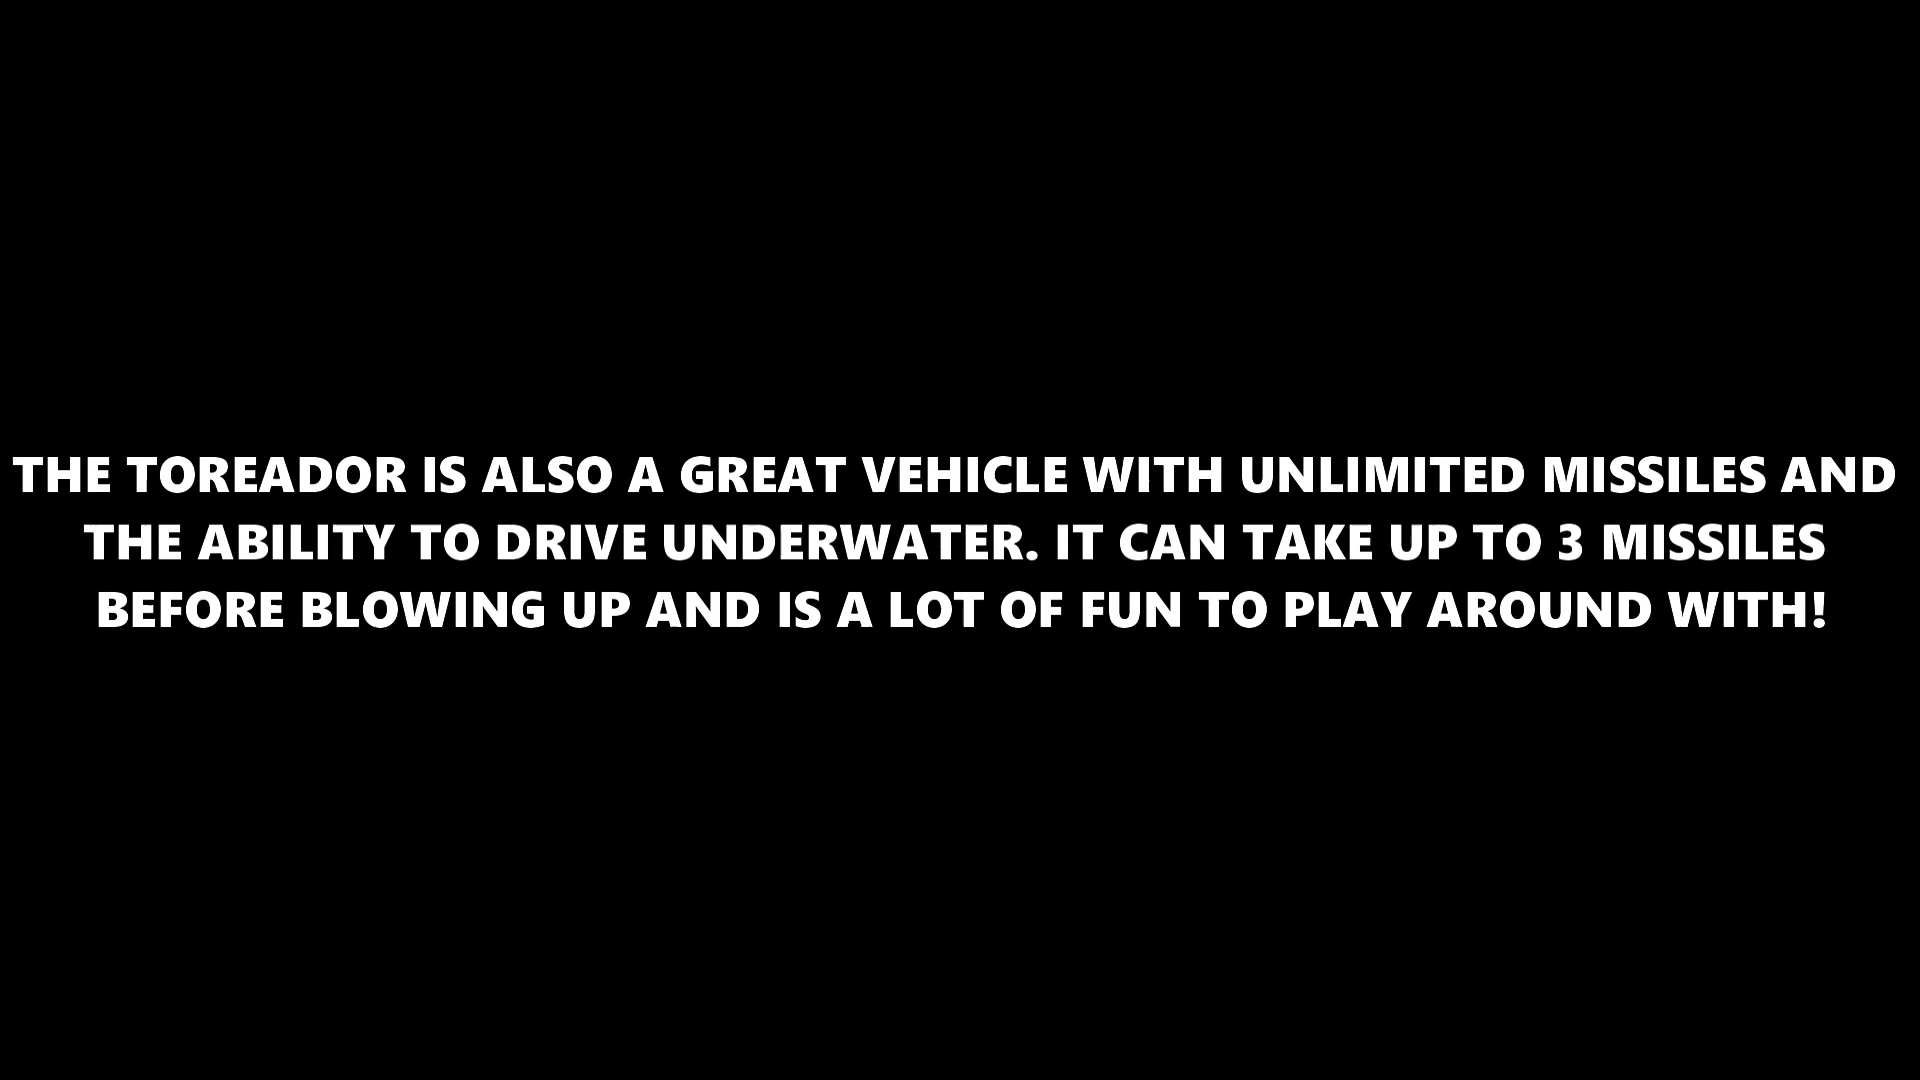 THE TOREADOR IS ALSO A GREAT VEHICLE WITH UNLIMITED MISSILES AND
THE ABILITY TO DRIVE UNDERWATER. IT CAN TAKE UP TO 3 MISSILES
BEFORE BLOWING UP AND IS A LOT OF FUN TO PLAY AROUND WITH!